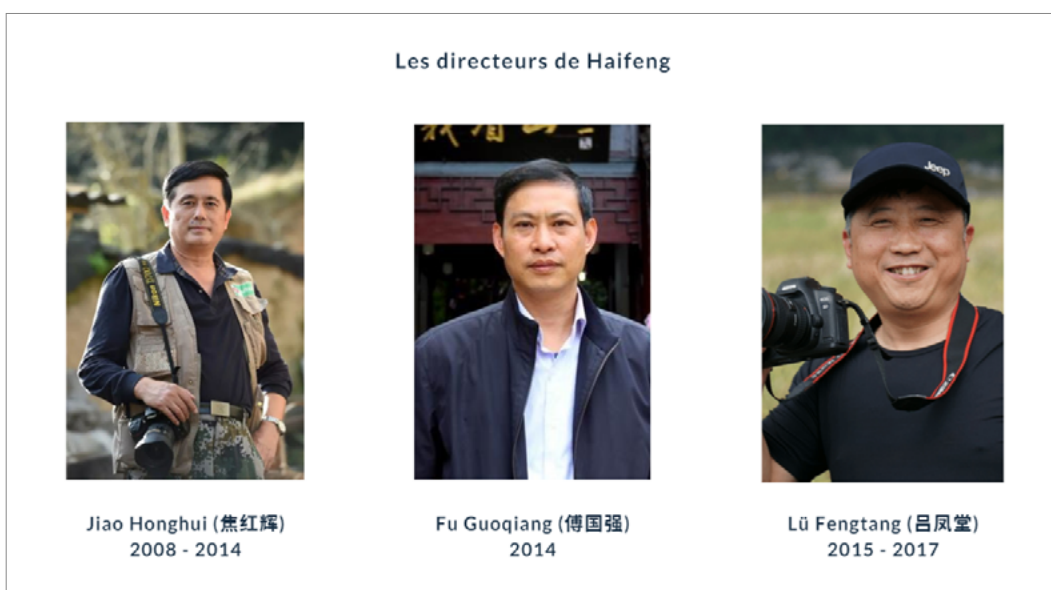 Les directeurs de Haifeng
Jeep
Jiao Honghui (焦红辉)
2008 - 2014
Fu Guoqiang (傅国强)
2014
Lü Fengtang (吕凤堂)
2015 - 2017